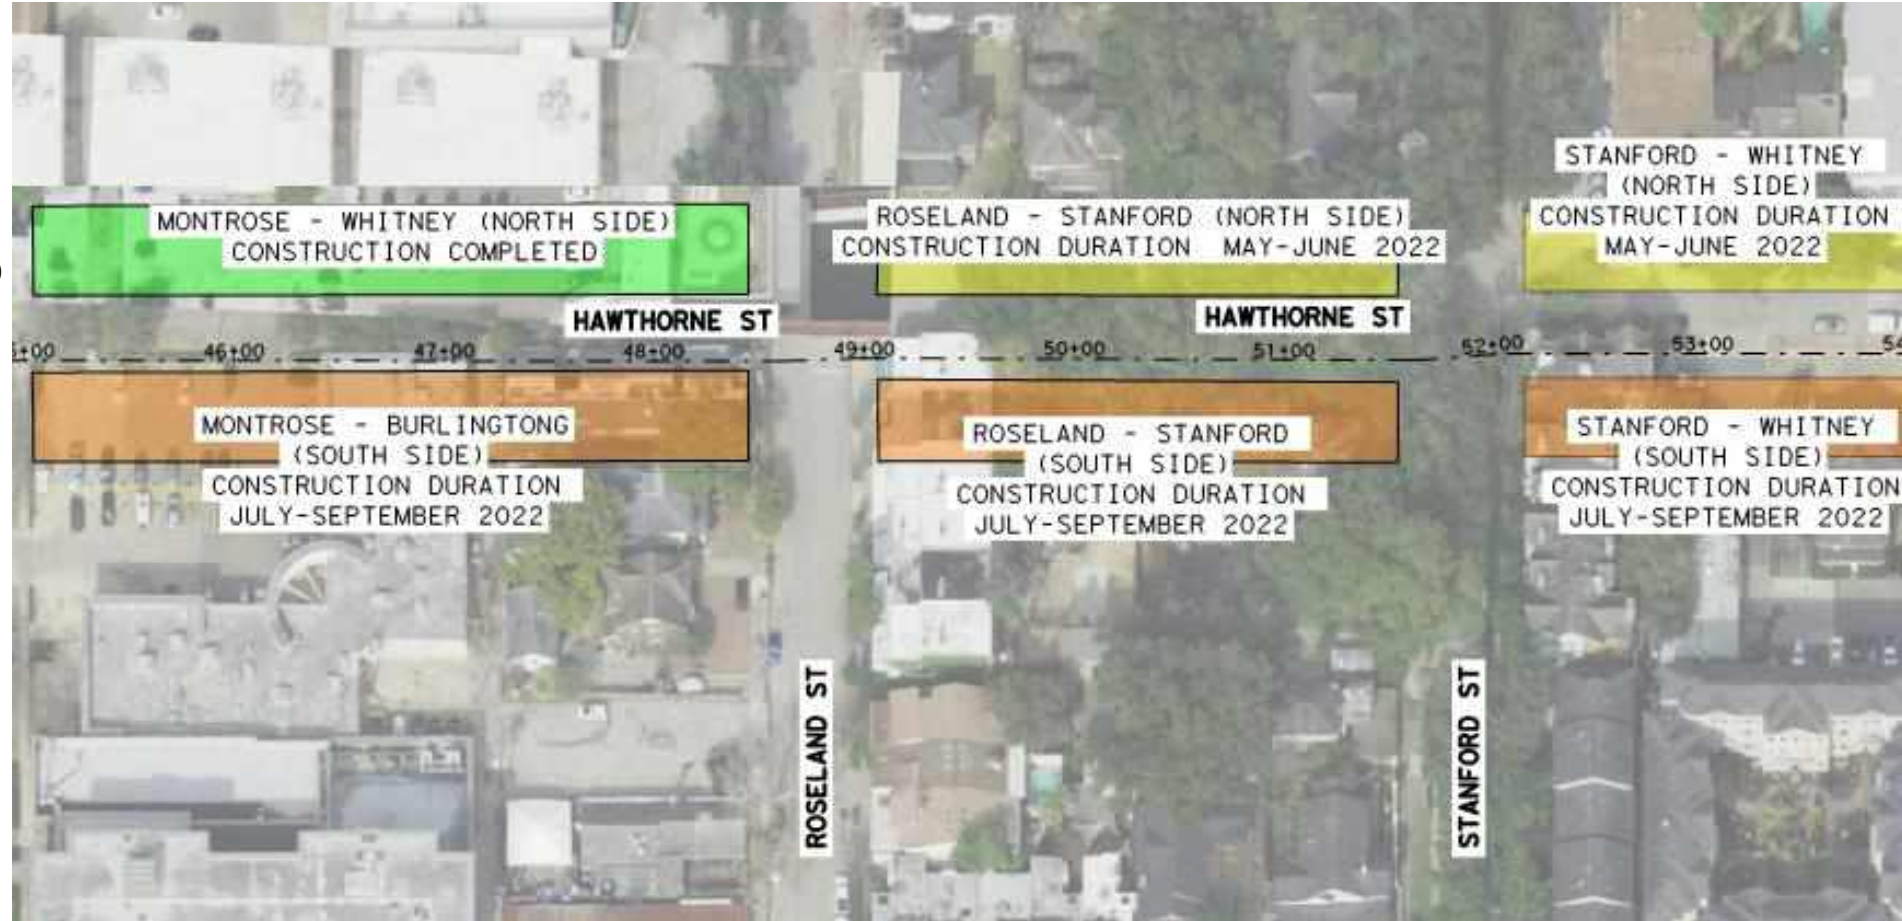 STANFORD - WHITNEY
(NORTH SIDE)
CONSTRUCTION DURATION
MAY-JUNE 2022
MONTROSE - WHITNEY (NORTH SIDE)
CONSTRUCTION COMPLETED
ROSELAND - STANFORD (NORTH SIDE)
CONSTRUCTION DURATION MAY-JUNE 2022
HAWTHORNE ST
HAWTHORNE ST
46+00
47+00
48+00
49+00
50+00
51+00
52+00
53+00
MONTROSE - BURLINGTONG
(SOUTH SIDE)
CONSTRUCTION DURATION
JULY-SEPTEMBER 2022
ROSELAND - STANFORD
(SOUTH SIDE)
CONSTRUCTION DURATION
JULY-SEPTEMBER 2022
STANFORD - WHITNEY
(SOUTH SIDE)
CONSTRUCTION DURATION
JULY-SEPTEMBER 2022
ROSELAND ST
STANFORD ST